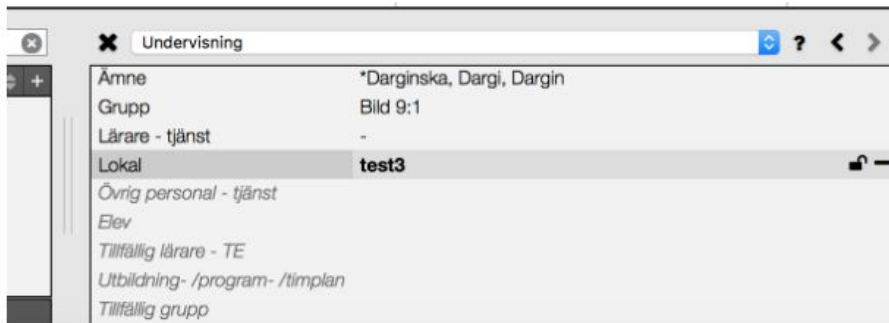 Undervisning ?
Ämne *Darginska, Dargi, Dargin
Grupp Bild 9:1
Lärare - tjänst -
Lokal test3
Övrig personal - tjänst
Elev
Tillfällig lärare - TE
Utbildning- /program- /timplan
Tillfällig grupp